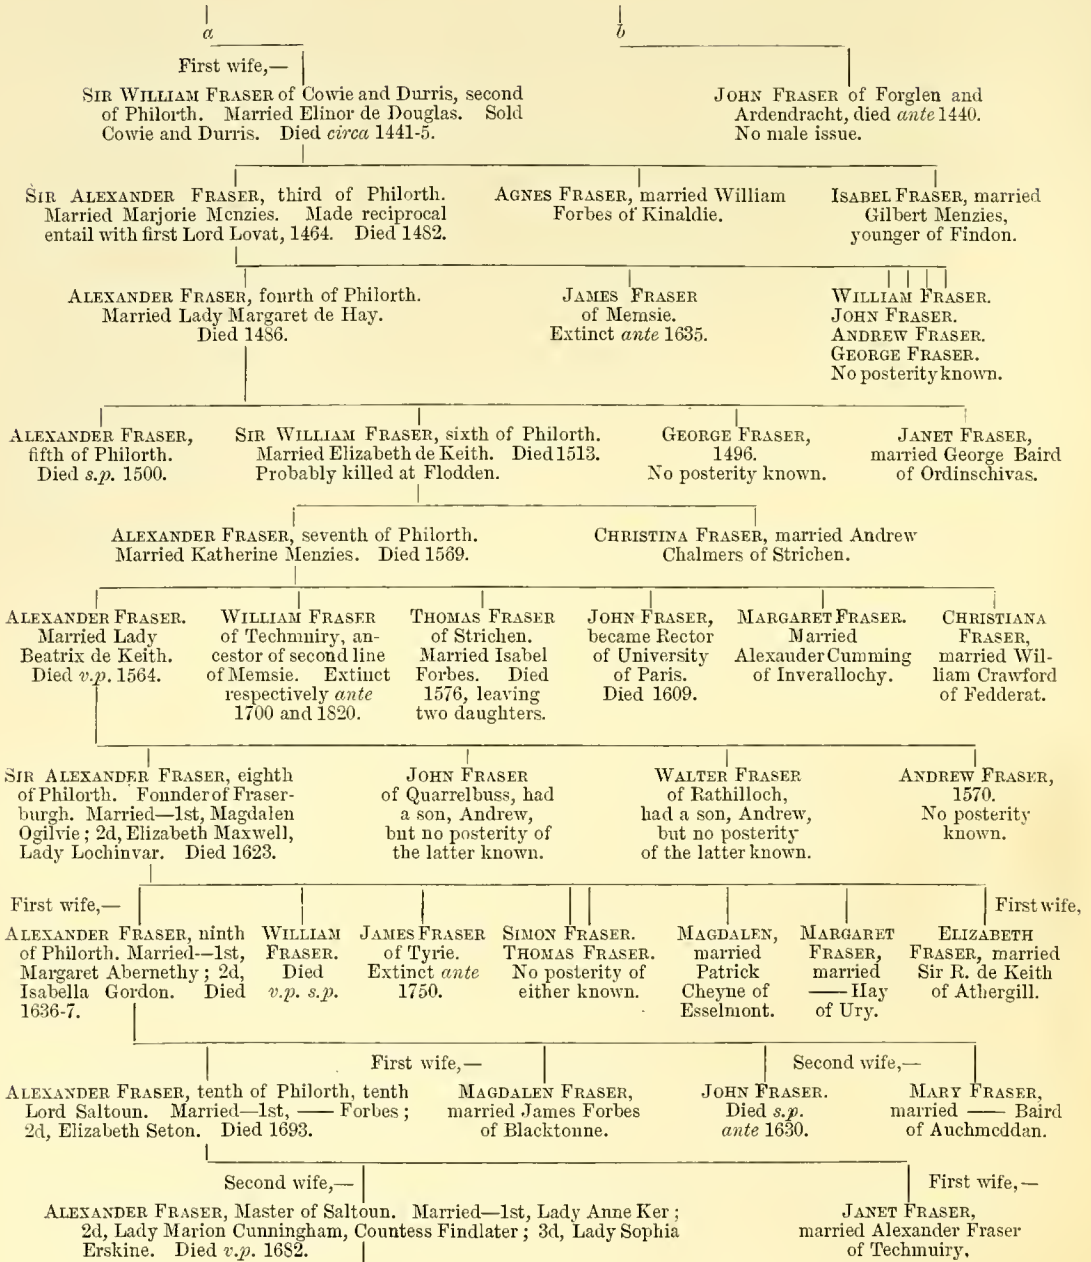 a
b
First wife,—
SIR WILLIAM FRASER of Cowie and Durris, second
of Philorth. Married Elinor de Douglas. Sold
Cowie and Durris. Died circa 1441-5.
JOHN FRASER of Forglen and
Ardendracht, died ante 1440.
No male issue.
SIR ALEXANDER FRASER, third of Philorth.
Married Marjorie Menzies. Made reciprocal
entail with first Lord Lovat, 1464. Died 1482.
AGNES FRASER, married William
Forbes of Kinaldie.
ISABEL FRASER, married
Gilbert Menzies,
younger of Findon.
ALEXANDER FRASER, fourth of Philorth.
Married Lady Margaret de Hay.
Died 1486.
JAMES FRASER
of Memsie.
Extinct ante 1635.
WILLIAM FRASER.
JOHN FRASER.
ANDREW FRASER.
GEORGE FRASER.
No posterity known.
ALEXANDER FRASER,
fifth of Philorth.
Died s.p. 1500.
SIR WILLIAM FRASER, sixth of Philorth.
Married Elizabeth de Keith. Died 1513.
Probably killed at Flodden.
GEORGE FRASER,
1496.
No posterity known.
JANET FRASER,
married George Baird
of Ordinschivas.
ALEXANDER FRASER, seventh of Philorth.
Married Katherine Menzies. Died 1569.
CHRISTINA FRASER, married Andrew
Chalmers of Strichen.
ALEXANDER FRASER.
Married Lady
Beatrix de Keith.
Died v.p. 1564.
WILLIAM FRASER
of Techmuiry, an-
cestor of second line
of Memsie. Extinct
respectively ante
1700 and 1820.
THOMAS FRASER
of Strichen.
Married Isabel
Forbes. Died
1576, leaving
two daughters.
JOHN FRASER,
became Rector
of University
of Paris.
Died 1609.
MARGARET FRASER.
Married
Alexander Cumming
of Inverallochy.
CHRISTIANA
FRASER,
married Wil-
liam Crawford
of Fedderat.
SIR ALEXANDER FRASER, eighth
of Philorth. Founder of Fraser-
burgh. Married—1st, Magdalen
Ogilvie; 2d, Elizabeth Maxwell,
Lady Lochinvar. Died 1623.
JOHN FRASER
of Quarrelbuss, had
a son, Andrew,
but no posterity of
the latter known.
WALTER FRASER
of Rathilloch,
had a son, Andrew,
but no posterity
of the latter known.
ANDREW FRASER,
1570.
No posterity
known.
First wife,—
First wife,
ALEXANDER FRASER, ninth
of Philorth. Married—1st,
Margaret Abernethy; 2d,
Isabella Gordon. Died
1636-7.
WILLIAM
FRASER.
Died
v.p. s.p.
JAMES FRASER
of Tyrie.
Extinct ante
1750.
SIMON FRASER.
THOMAS FRASER.
No posterity of
either known.
MAGDALEN,
married
Patrick
Cheyne of
Esselmont.
MARGARET
FRASER,
married
—— Hay
of Ury.
ELIZABETH
FRASER, married
Sir R. de Keith
of Athergill.
First wife,—
Second wife,—
ALEXANDER FRASER, tenth of Philorth, tenth
Lord Saltoun. Married—1st, —— Forbes;
2d, Elizabeth Seton. Died 1693.
MAGDALEN FRASER,
married James Forbes
of Blacktoune.
JOHN FRASER.
Died s.p.
ante 1630.
MARY FRASER,
married —— Baird
of Auchmeddan.
Second wife,—
First wife,—
ALEXANDER FRASER, Master of Saltoun. Married—1st, Lady Anne Ker;
2d, Lady Marion Cunningham, Countess Findlater; 3d, Lady Sophia
Erskine. Died v.p. 1682.
JANET FRASER,
married Alexander Fraser
of Techmuiry,